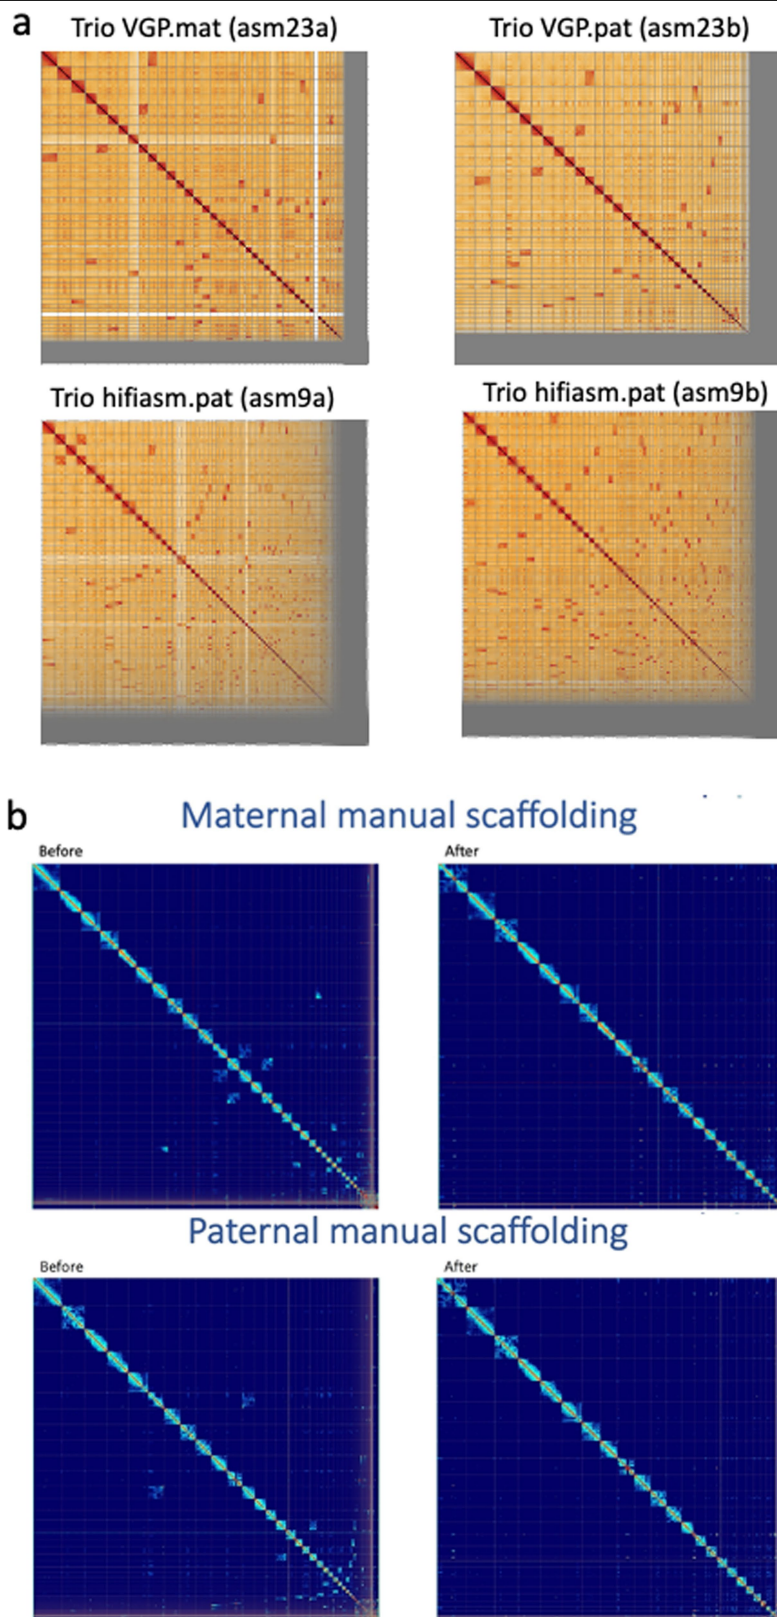 a
Trio VGP.mat (asm23a)
Trio VGP.pat (asm23b)
Trio hifiasm.pat (asm9a)
Trio hifiasm.pat (asm9b)
b
Maternal manual scaffolding
Before
After
Paternal manual scaffolding
Before
After